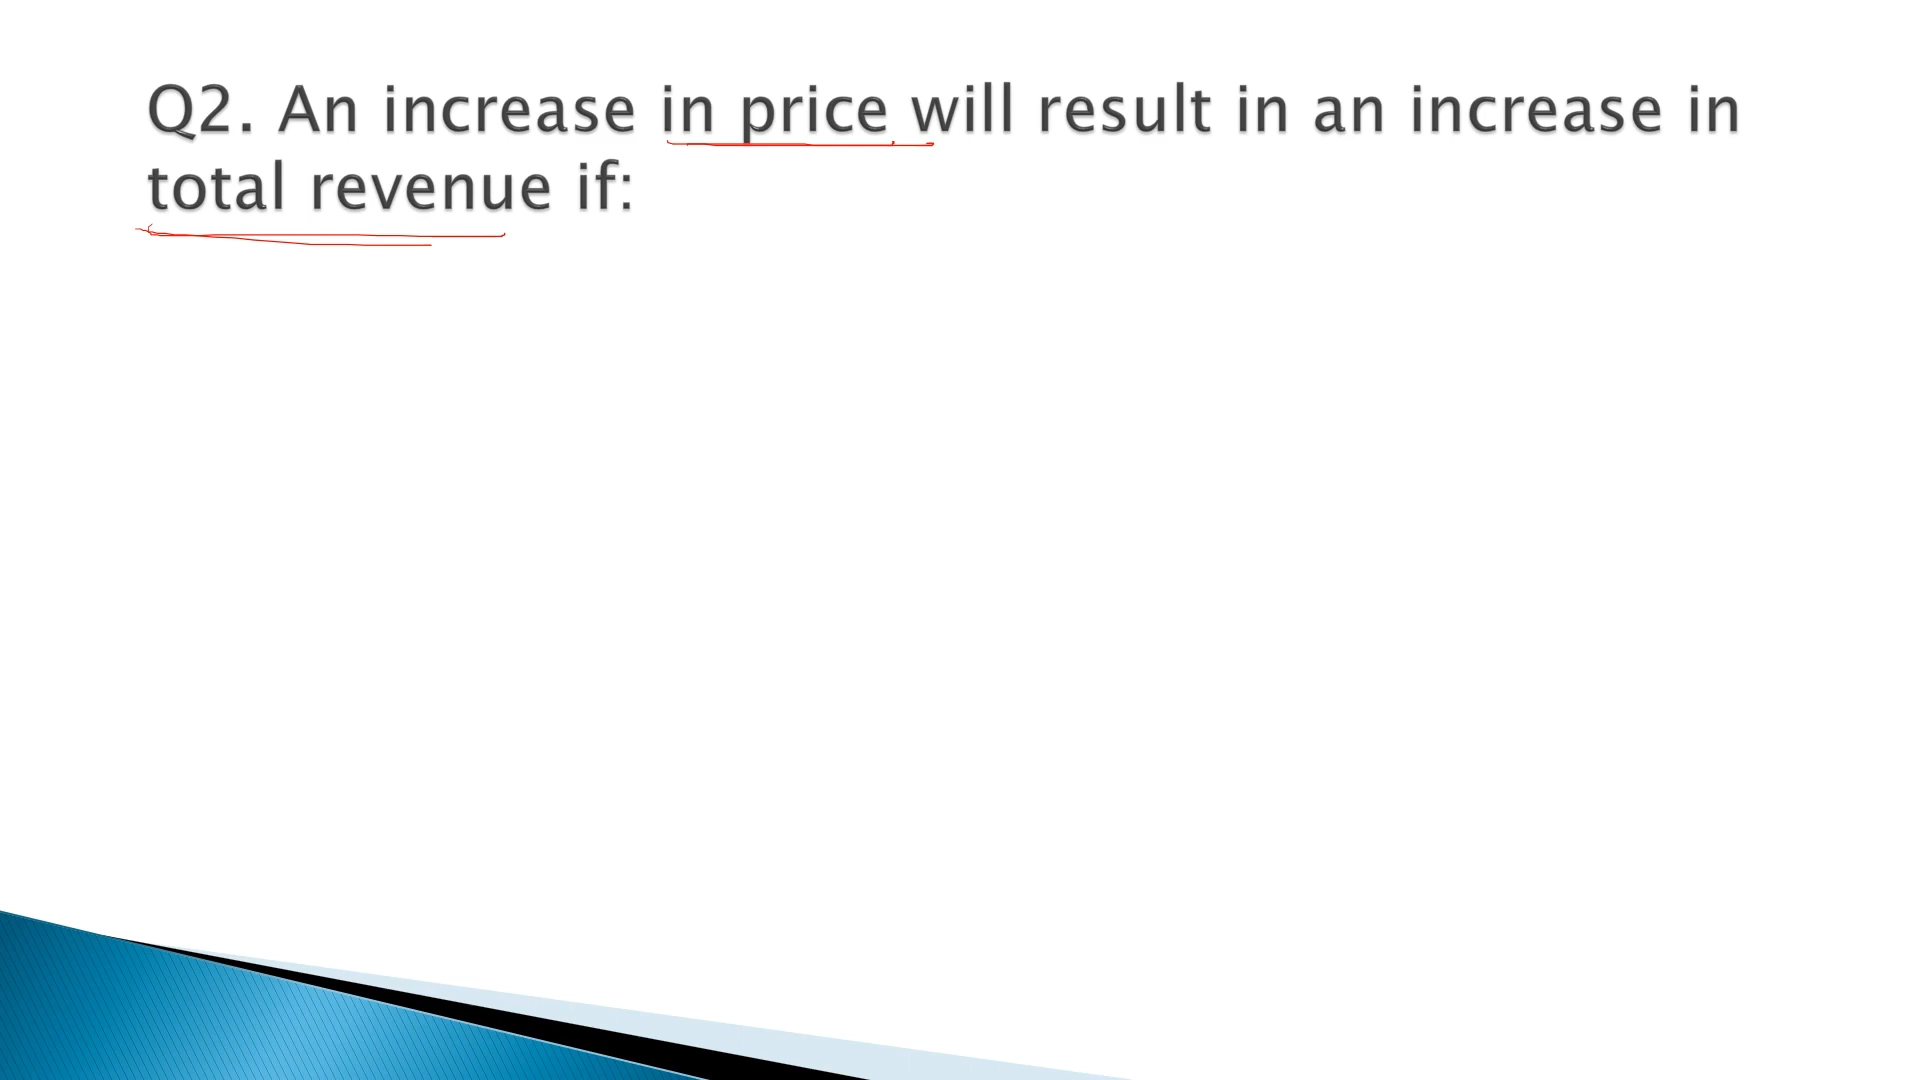 Q2. An increase in price will result in an increase in
total revenue if: